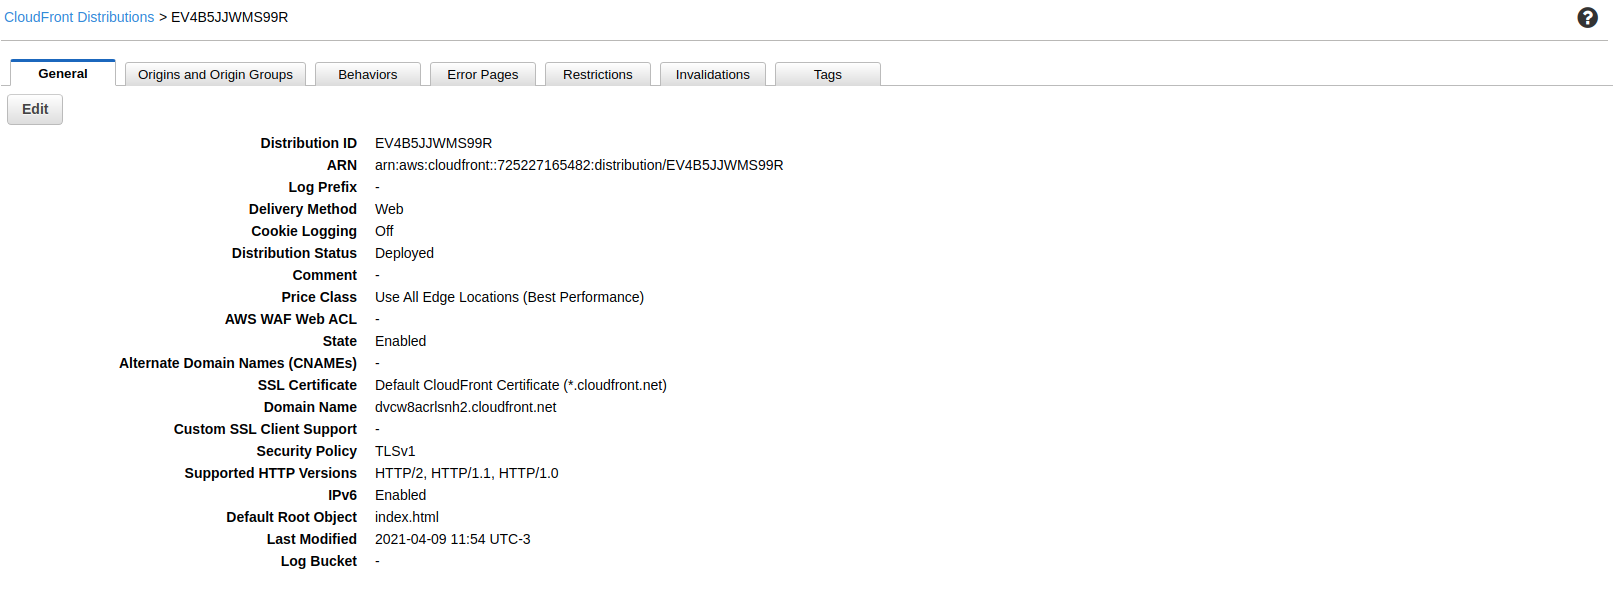 CloudFront Distributions > EV4B5JJWMS99R
General Origins and Origin Groups Behaviors Error Pages Restrictions Invalidations Tags
Edit
Distribution ID EV4B5JJWMS99R
ARN arn:aws:cloudfront::725227165482:distribution/EV4B5JJWMS99R
Log Prefix -
Delivery Method Web
Cookie Logging Off
Distribution Status Deployed
Comment -
Price Class Use All Edge Locations (Best Performance)
AWS WAF Web ACL -
State Enabled
Alternate Domain Names (CNAMEs) -
SSL Certificate Default CloudFront Certificate (*.cloudfront.net)
Domain Name dvcw8acrlsnh2.cloudfront.net
Custom SSL Client Support -
Security Policy TLSv1
Supported HTTP Versions HTTP/2, HTTP/1.1, HTTP/1.0
IPv6 Enabled
Default Root Object index.html
Last Modified 2021-04-09 11:54 UTC-3
Log Bucket -